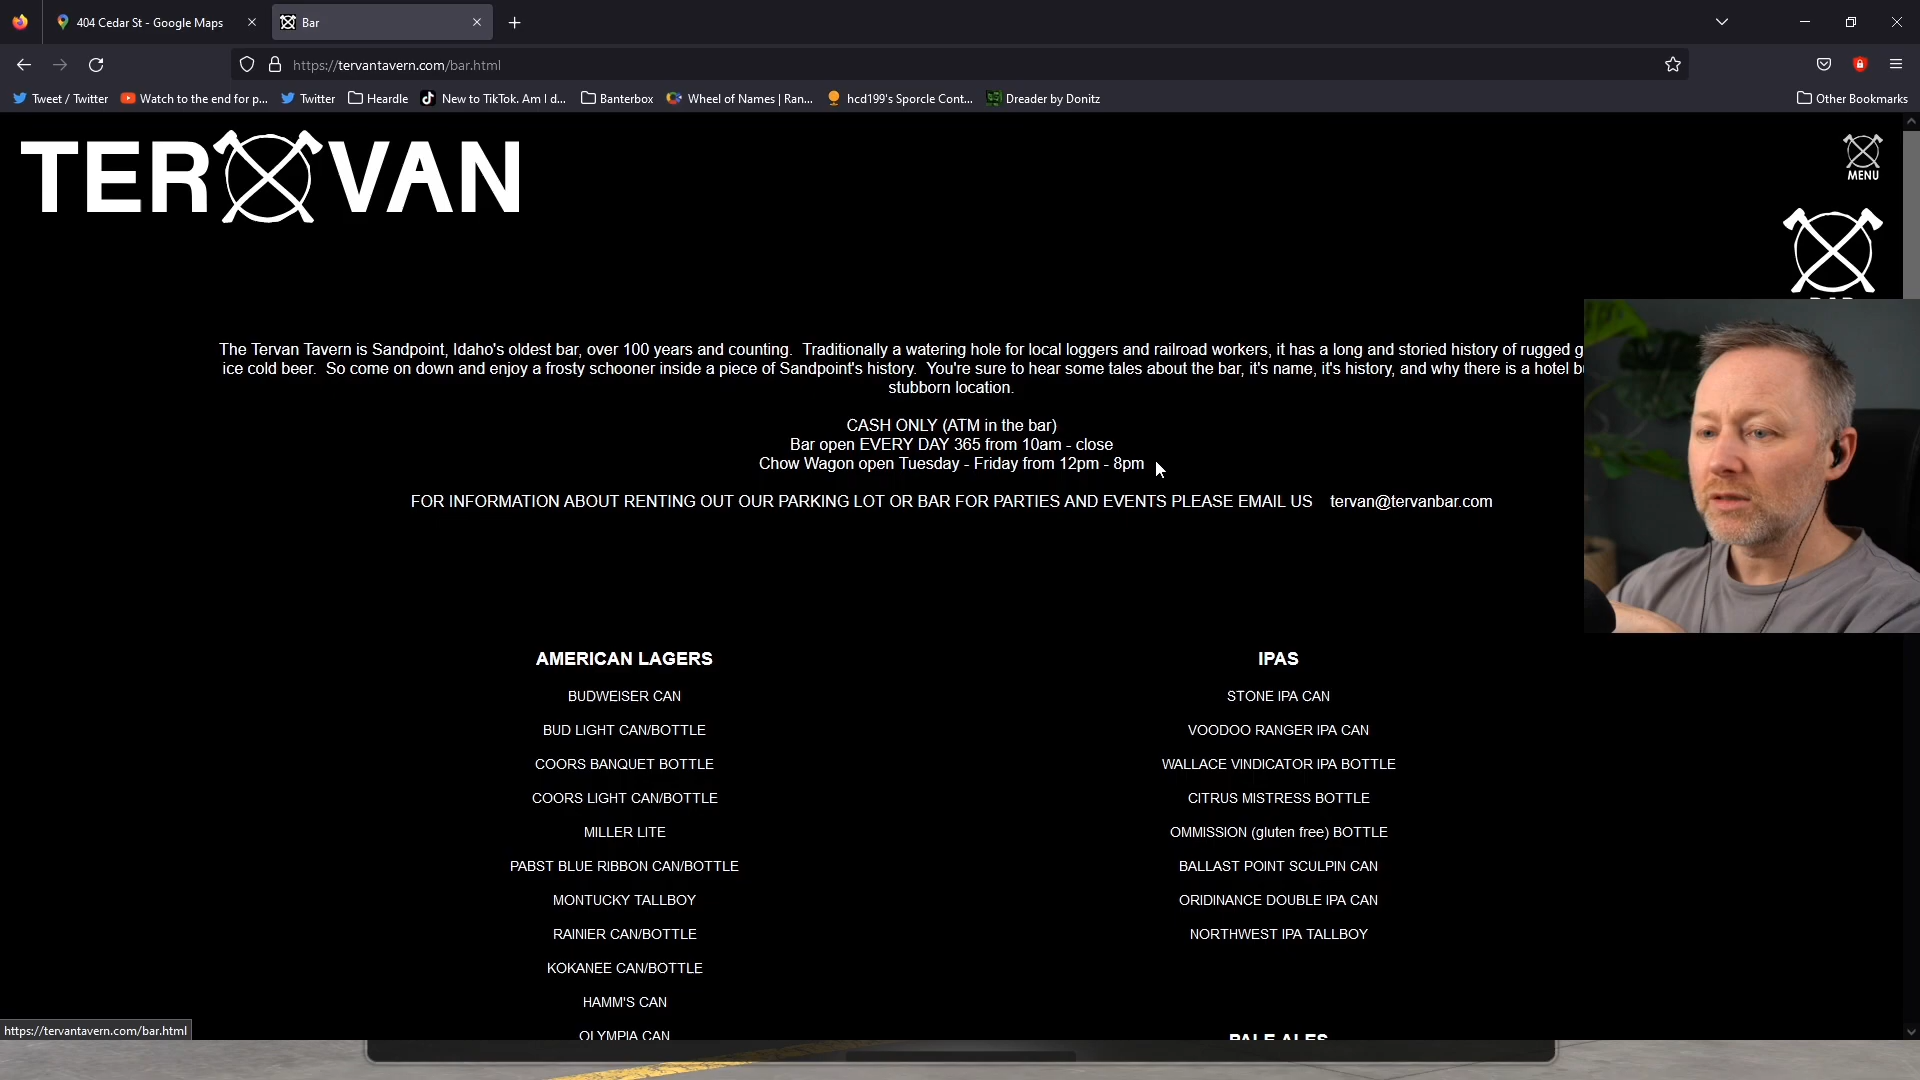 404 Cedar St - Google Maps
Bar
https://tervantavern.com/bar.html
Tweet / Twitter
Watch to the end for p...
Twitter
Heardle
New to TikTok. Am I d...
Banterbox
Wheel of Names | Ran...
hcd199's Sporcle Cont...
Dreader by Donitz
Other Bookmarks
TER VAN
MENU
The Tervan Tavern is Sandpoint, Idaho's oldest bar, over 100 years and counting. Traditionally a watering hole for local loggers and railroad workers, it has a long and storied history of rugged
ice cold beer. So come on down and enjoy a frosty schooner inside a piece of Sandpoint's history. You're sure to hear some tales about the bar, it's name, it's history, and why there is a hotel
stubborn location.
CASH ONLY (ATM in the bar)
Bar open EVERY DAY 365 from 10am - close
Chow Wagon open Tuesday - Friday from 12pm - 8pm
FOR INFORMATION ABOUT RENTING OUT OUR PARKING LOT OR BAR FOR PARTIES AND EVENTS PLEASE EMAIL US tervan@tervanbar.com
AMERICAN LAGERS
BUDWEISER CAN
BUD LIGHT CAN/BOTTLE
COORS BANQUET BOTTLE
COORS LIGHT CAN/BOTTLE
MILLER LITE
PABST BLUE RIBBON CAN/BOTTLE
MONTUCKY TALLBOY
RAINIER CAN/BOTTLE
KOKANEE CAN/BOTTLE
HAMM'S CAN
OLYMPIA CAN
IPAS
STONE IPA CAN
VOODOO RANGER IPA CAN
WALLACE VINDICATOR IPA BOTTLE
CITRUS MISTRESS BOTTLE
OMMISSION (gluten free) BOTTLE
BALLAST POINT SCULPIN CAN
ORIDINANCE DOUBLE IPA CAN
NORTHWEST IPA TALLBOY
PALE ALES
https://tervantavern.com/bar.html